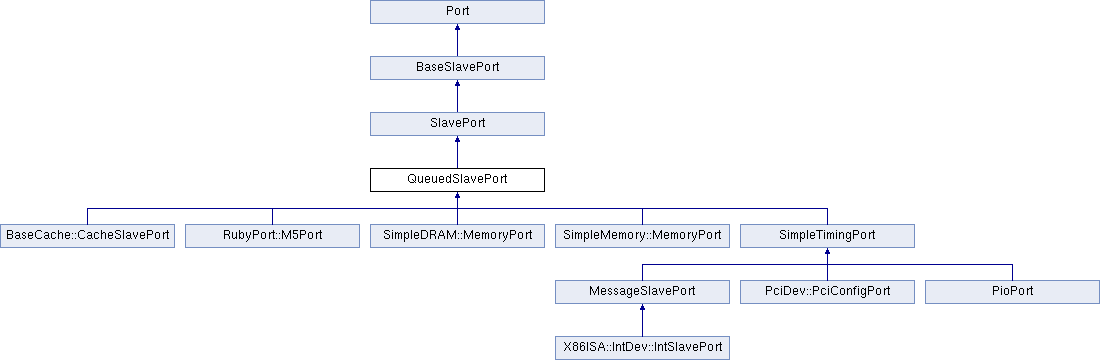 Port
BaseSlavePort
SlavePort
QueuedSlavePort
BaseCache::CacheSlavePort
RubyPort::M5Port
SimpleDRAM::MemoryPort
SimpleMemory::MemoryPort
SimpleTimingPort
MessageSlavePort
PciDev::PciConfigPort
PioPort
X86ISA::IntDev::IntSlavePort